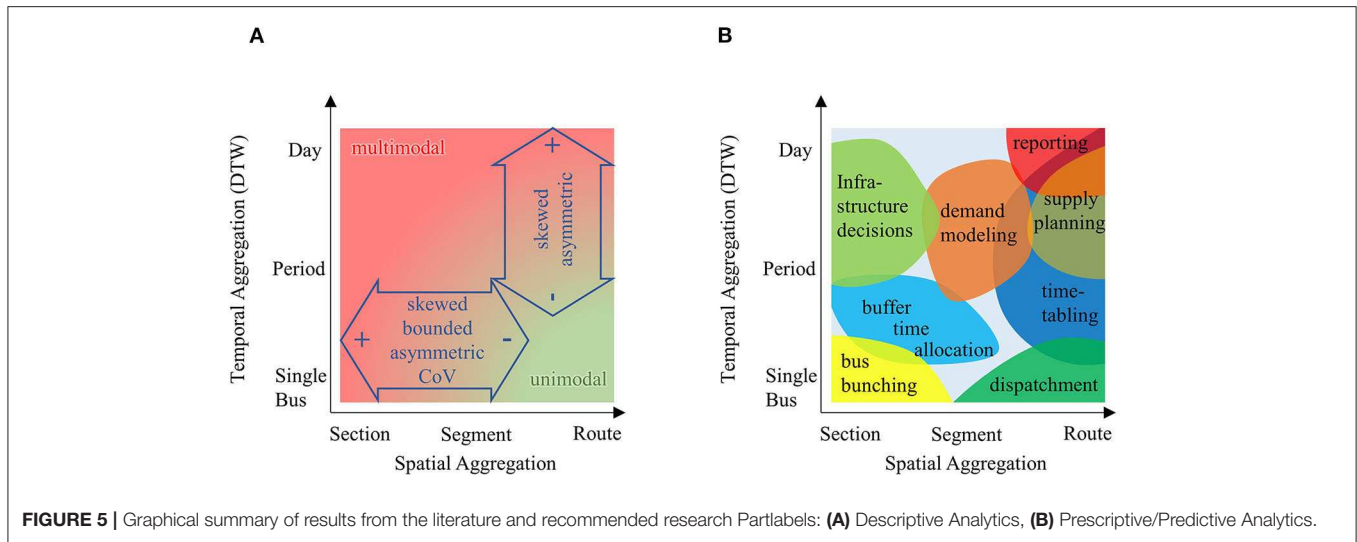 A
Temporal Aggregation (DTW)
Day
Period
Single
Bus
multimodal
+
skewed
asymmetric
-
skewed
bounded
asymmetric
CoV
+
-
unimodal
Section
Segment
Route
Spatial Aggregation
B
Temporal Aggregation (DTW)
Day
Period
Single
Bus
reporting
Infra-
structure
decisions
demand
modeling
supply
planning
time-
tabling
buffer
time
allocation
bus
bunching
dispatchment
Section
Segment
Route
Spatial Aggregation
FIGURE 5 | Graphical summary of results from the literature and recommended research Partlabels: (A) Descriptive Analytics, (B) Prescriptive/Predictive Analytics.